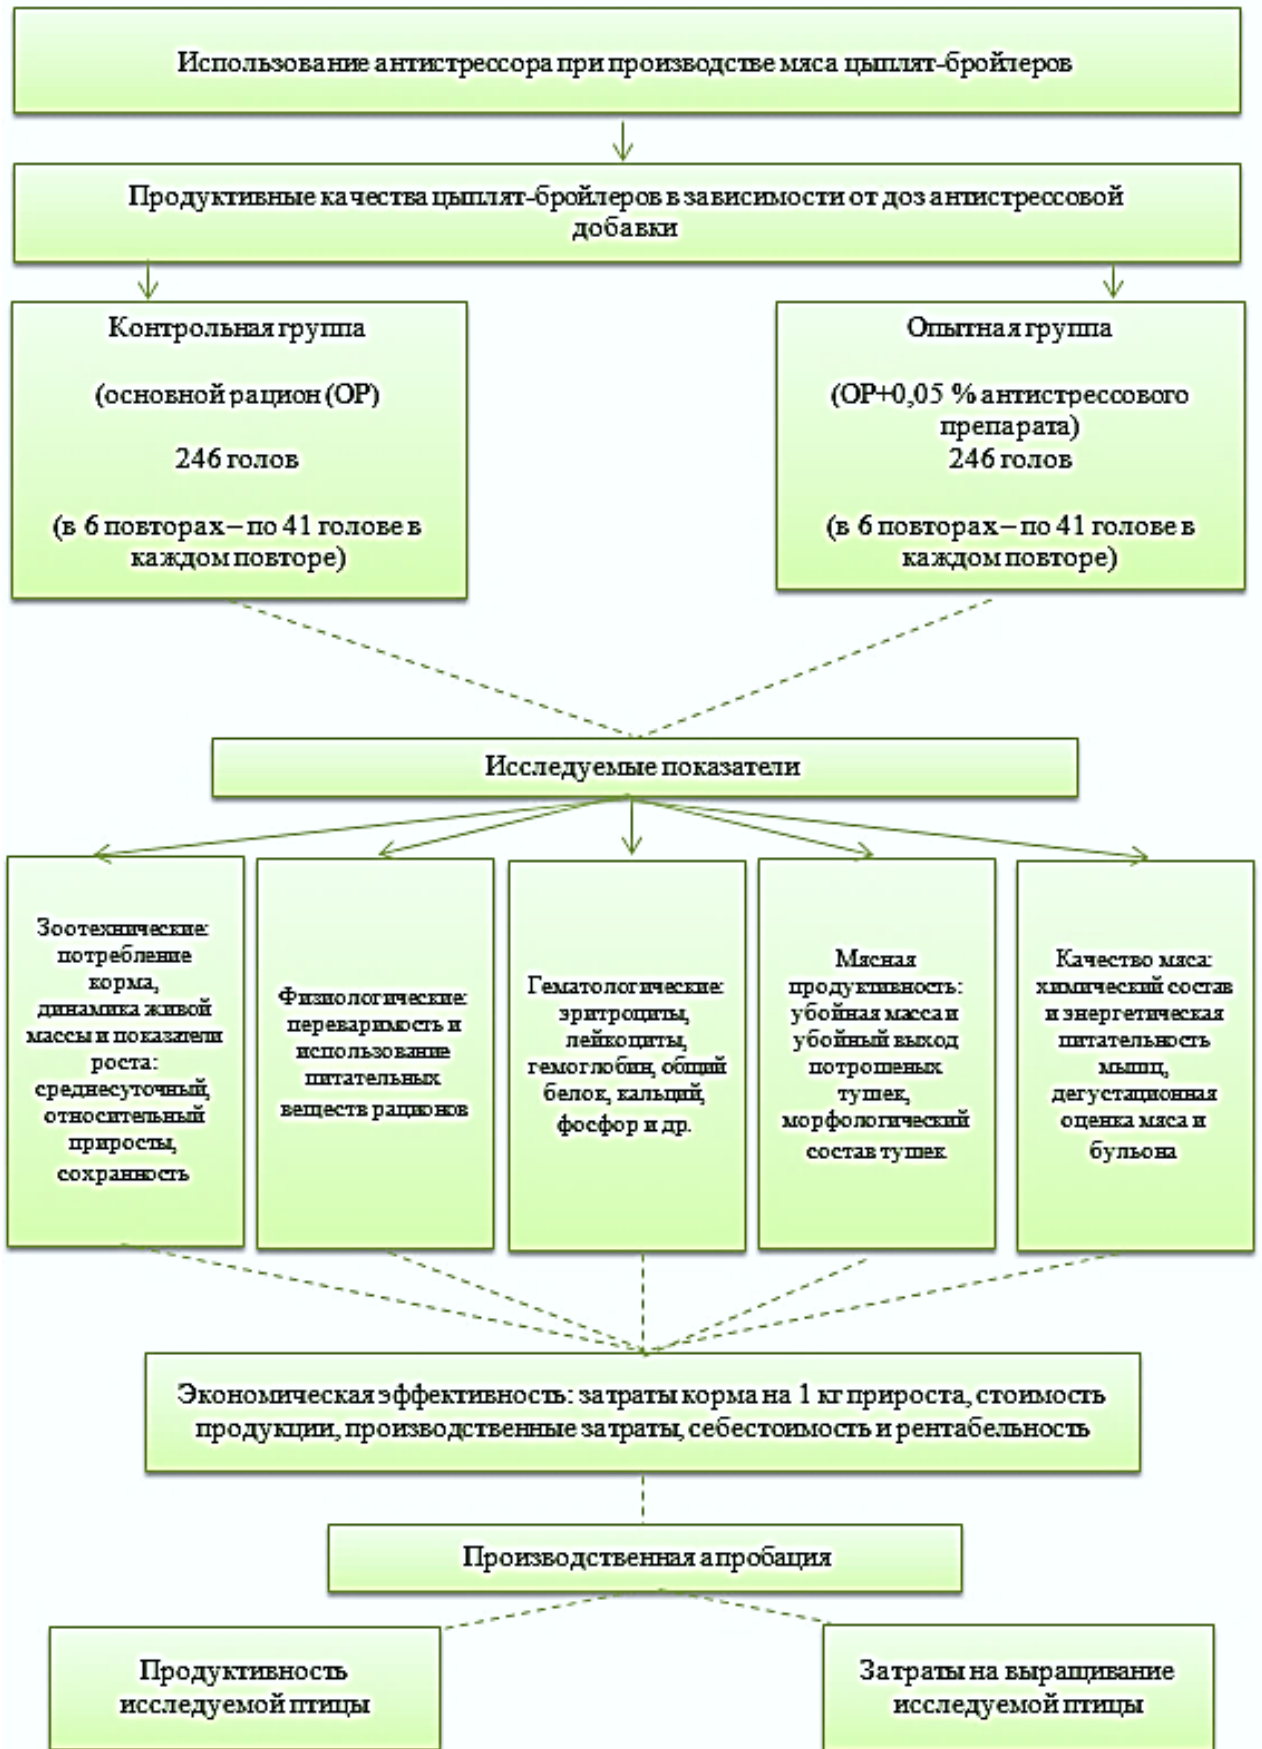 Использование антистрессора при производстве мяса цыплят-бройлеров
Продуктивные качества цыплят-бройлеров в зависимости от доз антистрессовой
добавки
Контрольная группа
(основной рацион (ОР)
246 голов
(в 6 повторах – по 41 голове в
каждом повторе)
Опытная группа
(ОР+0,05 % антистрессового
препарата)
246 голов
(в 6 повторах – по 41 голове в
каждом повторе)
Исследуемые показатели
Зоотехнические:
потребление
корма,
динамика живой
массы и показатели
роста:
среднесуточный,
относительный
приросты,
сохранность
Физиологические:
переваримость и
использование
питательных
веществ рационов
Гематологические:
эритроциты,
лейкоциты,
гемоглобин, общий
белок, кальций,
фосфор и др.
Мясная
продуктивность:
убойная масса и
убойный выход
потрошеных
тушек,
морфологический
состав тушек
Качество мяса:
химический состав
и энергетическая
питательность
мышц,
дегустационная
оценка мяса и
бульона
Экономическая эффективность: затраты корма на 1 кг прироста, стоимость
продукции, производственные затраты, себестоимость и рентабельность
Производственная апробация
Продуктивность
исследуемой птицы
Затраты на выращивание
исследуемой птицы